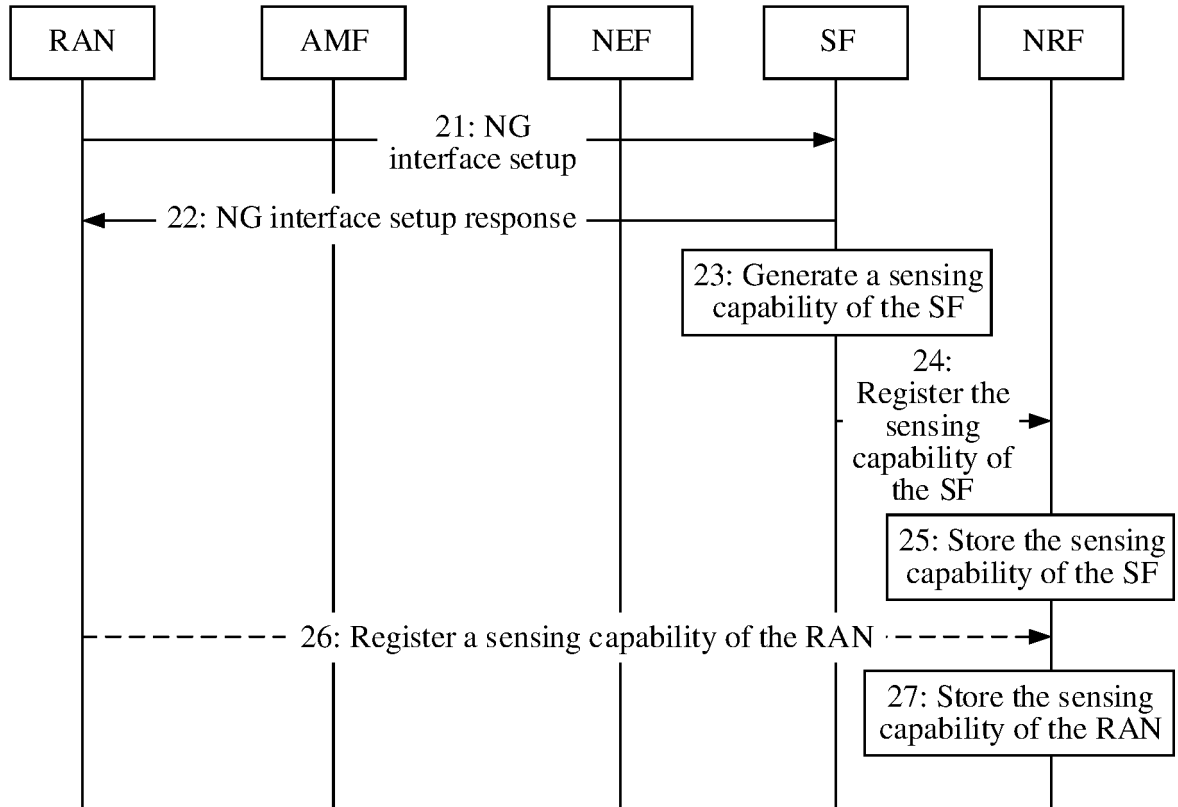 RAN
AMF
NEF
SF
NRF
21: NG
interface setup
22: NG interface setup response
23: Generate a sensing
capability of the SF
24:
Register the
sensing
capability of
the SF
25: Store the sensing
capability of the SF
26: Register a sensing capability of the RAN
27: Store the sensing
capability of the RAN